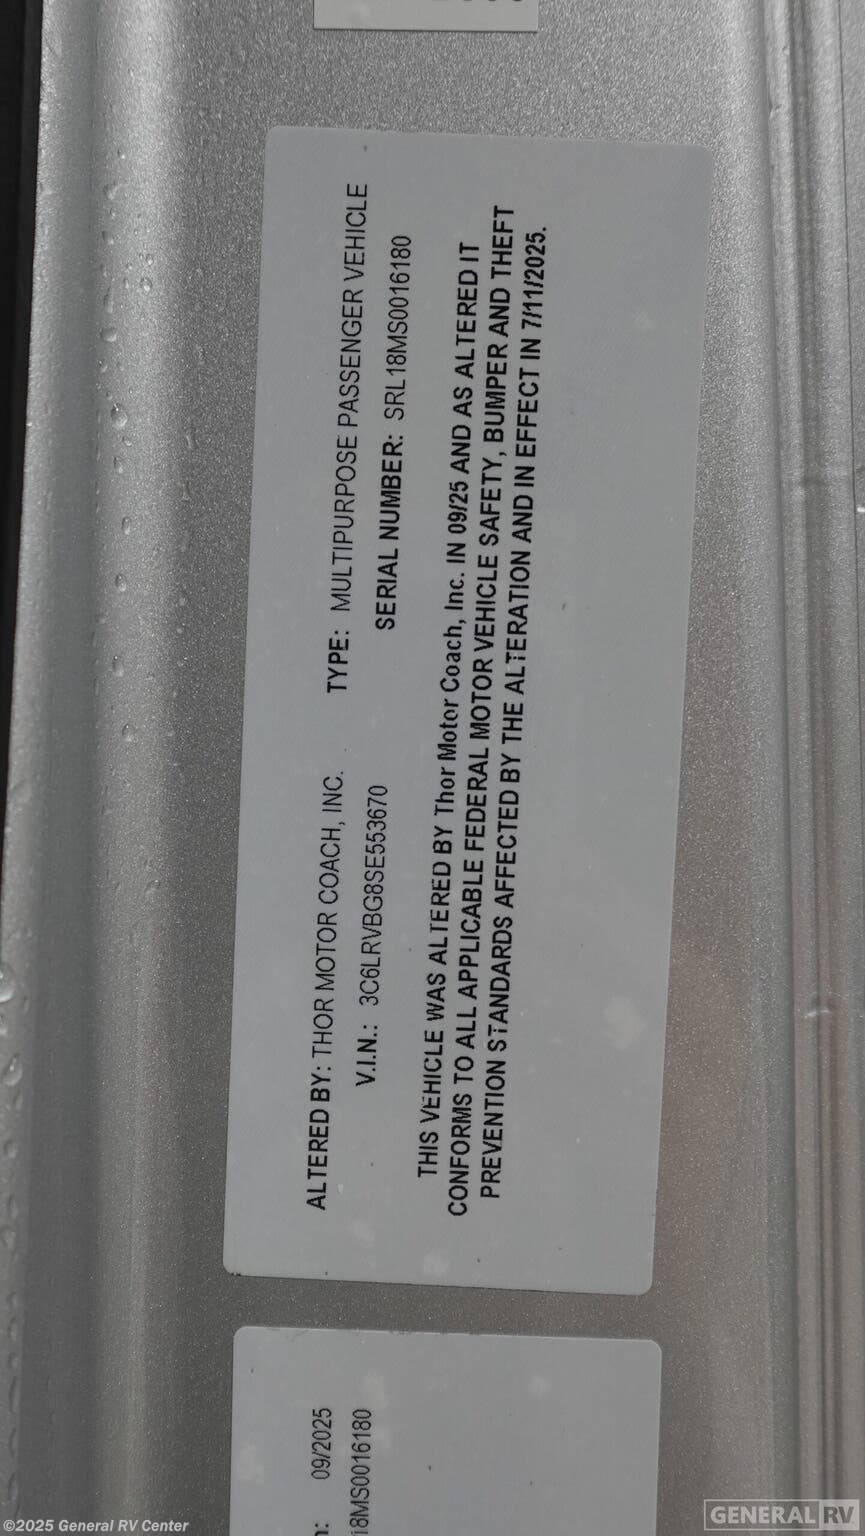 ALTERED BY: THOR MOTOR COACH, INC. TYPE: MULTIPURPOSE PASSENGER VEHICLE
V.I.N.: 3C6LRVBG8SE553670 SERIAL NUMBER: SRL18MS0016180
THIS VEHICLE WAS ALTERED BY Thor Motor Coach, Inc. IN 09/25 AND AS ALTERED IT
CONFORMS TO ALL APPLICABLE FEDERAL MOTOR VEHICLE SAFETY, BUMPER AND THEFT
PREVENTION STANDARDS AFFECTED BY THE ALTERATION AND IN EFFECT IN 7/11/2025.
09/2025
18MS0016180
©2025 General RV Center
GENERAL RV